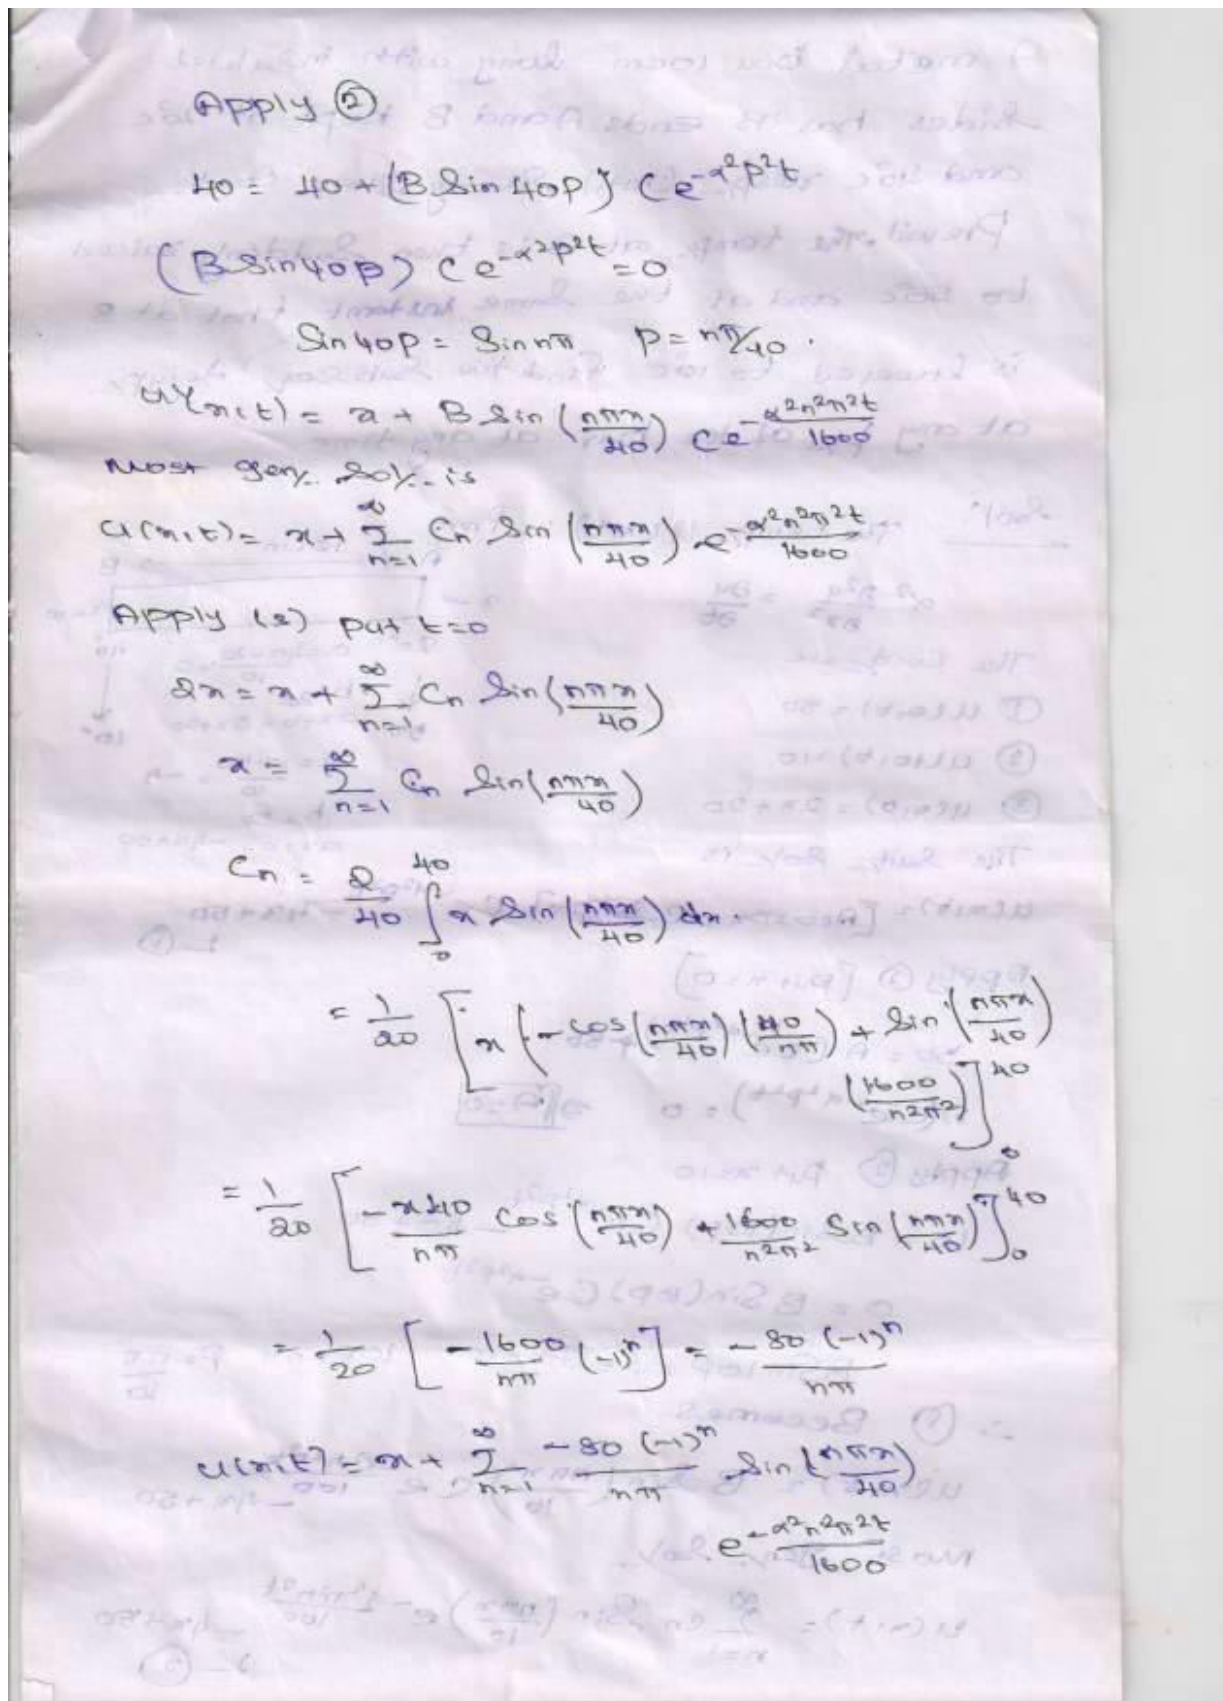 Apply ②
40 = 40 + (B Sin 40p) C e^{-α²p²t}
(B Sin 40p) C e^{-α²p²t} = 0
Sin 40p = Sin nπ   p = nπ/40 .
u(x,t) = x + B Sin (nπx/40) C e^{-α²n²π²t/1600}
Most gen. Sol. is
u(x,t) = x + ∑_{n=1}^{∞} Cn Sin (nπx/40) e^{-α²n²π²t/1600}
Apply (3) put t=0
2x = x + ∑_{n=1}^{∞} Cn Sin (nπx/40)
x = ∑_{n=1}^{∞} Cn Sin (nπx/40)
Cn = 2/40 ∫_0^{40} x Sin (nπx/40) dx .
= 1/20 [ x (-cos (nπx/40) (40/nπ) + Sin (nπx/40)
(1600/n²π²) ]_0^{40}
= 1/20 [ -x40/nπ cos (nπx/40) + 1600/n²π² Sin (nπx/40) ]_0^{40}
= 1/20 [ -1600/nπ (-1)^n ] = -80 (-1)^n/nπ
u(x,t) = x + ∑_{n=1}^{∞} -80 (-1)^n/nπ Sin (nπx/40)
e^{-α²n²π²t/1600}